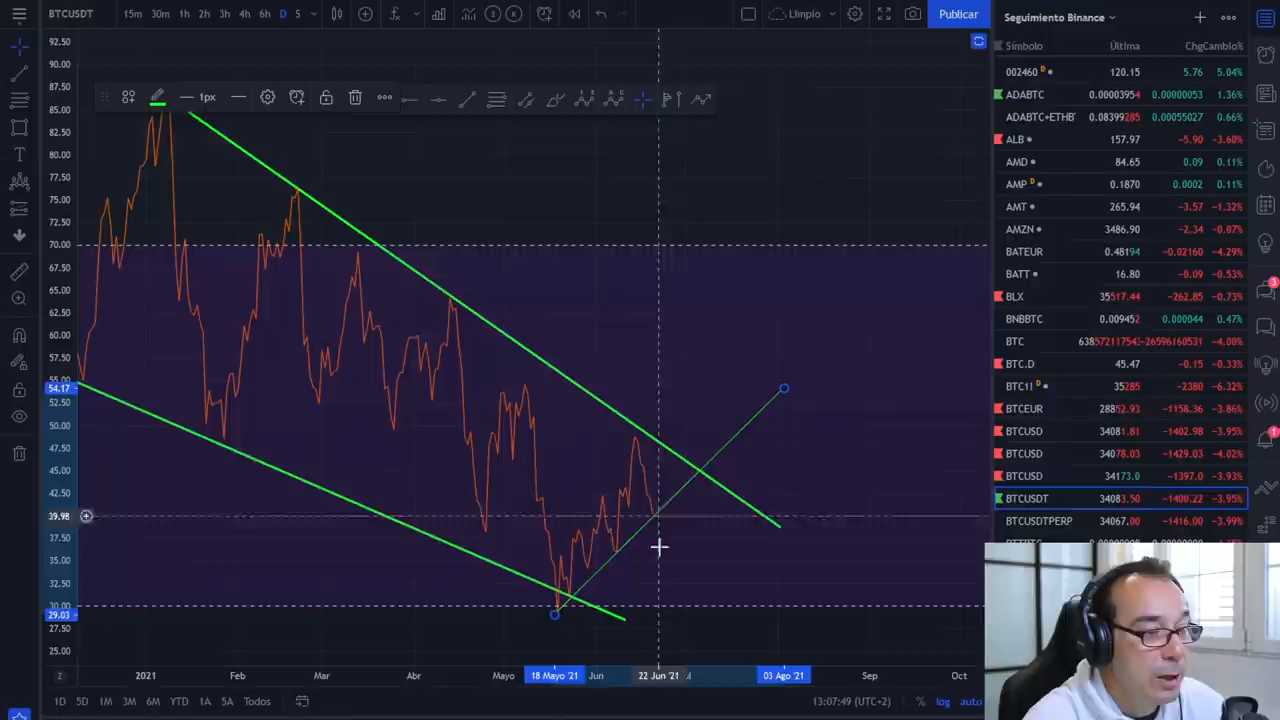 BTCUSDT 15m 30m 1h 2h 3h 4h 6h D S Limpio Publicar
Seguimiento Binance
Símbolo Última Chg Cambio%
92.50
90.00
87.50
85.00
82.50
80.00
77.50
75.00
72.50
70.00
67.50
65.00
62.50
60.00
57.50
55.00
54.17
52.50
50.00
47.50
45.00
42.50
39.98
37.50
35.00
32.50
30.00
29.03
27.50
25.00
1px
002460 D 120.15 5.76 5.04%
ADABTC 0.00003954 0.00000053 1.36%
ADABTC+ETHB 0.08399285 0.00055027 0.66%
ALB 157.97 −5.90 −3.60%
AMD 84.65 0.09 0.11%
AMP D 0.1870 0.0002 0.11%
AMT 265.94 −3.57 −1.32%
AMZN 3486.90 −2.34 −0.07%
BATEUR 0.48194 −0.02160 −4.29%
BATT 16.80 −0.09 −0.53%
BLX 35517.44 −262.85 −0.73%
BNBBTC 0.009452 0.000044 0.47%
BTC −4.00%
BTC.D 45.47 −0.15 −0.33%
BTC1! D 35285 −2380 −6.32%
BTCEUR 28852.93 −1158.36 −3.86%
BTCUSD 34081.81 −1402.98 −3.95%
BTCUSD 34078.03 −1429.03 −4.02%
BTCUSD 34173.0 −1397.0 −3.93%
BTCUSDT 34083.50 −1400.22 −3.95%
BTCUSDTPERP 34067.00 −1416.00 −3.99%
3
1
Z 2021 Feb Mar Abr Mayo 18 Mayo '21 Jun 22 Jun '21 03 Ago '21 Sep Oct
1D 5D 1M 3M 6M YTD 1A 5A Todos 13:07:49 (UTC+2) % log auto